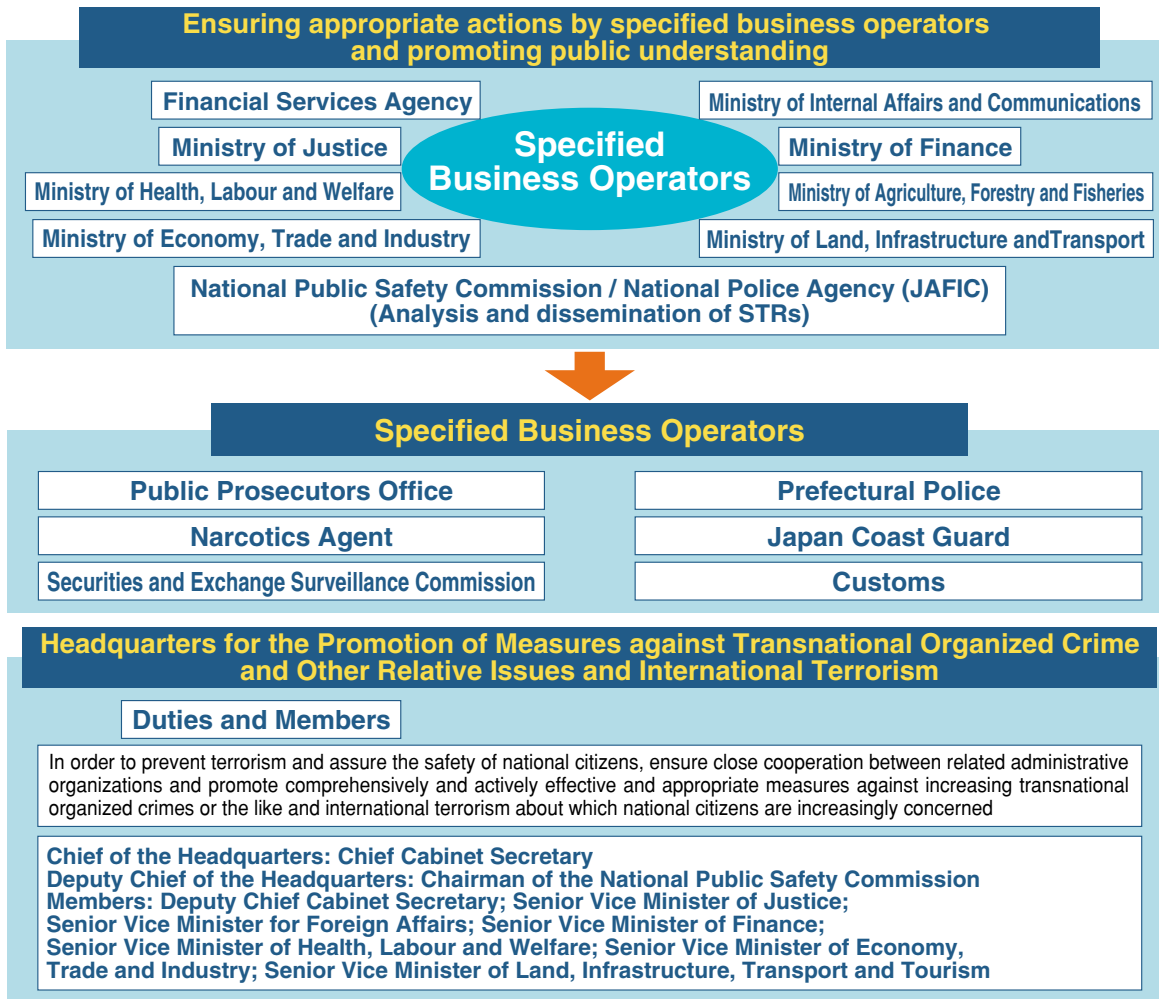 Ensuring appropriate actions by specified business operators
and promoting public understanding
Financial Services Agency
Ministry of Internal Affairs and Communications
Ministry of Justice
Specified
Business Operators
Ministry of Finance
Ministry of Health, Labour and Welfare
Ministry of Agriculture, Forestry and Fisheries
Ministry of Economy, Trade and Industry
Ministry of Land, Infrastructure andTransport
National Public Safety Commission / National Police Agency (JAFIC)
(Analysis and dissemination of STRs)
Specified Business Operators
Public Prosecutors Office
Prefectural Police
Narcotics Agent
Japan Coast Guard
Securities and Exchange Surveillance Commission
Customs
Headquarters for the Promotion of Measures against Transnational Organized Crime
and Other Relative Issues and International Terrorism
Duties and Members
In order to prevent terrorism and assure the safety of national citizens, ensure close cooperation between related administrative
organizations and promote comprehensively and actively effective and appropriate measures against increasing transnational
organized crimes or the like and international terrorism about which national citizens are increasingly concerned
Chief of the Headquarters: Chief Cabinet Secretary
Deputy Chief of the Headquarters: Chairman of the National Public Safety Commission
Members: Deputy Chief Cabinet Secretary; Senior Vice Minister of Justice;
Senior Vice Minister for Foreign Affairs; Senior Vice Minister of Finance;
Senior Vice Minister of Health, Labour and Welfare; Senior Vice Minister of Economy,
Trade and Industry; Senior Vice Minister of Land, Infrastructure, Transport and Tourism